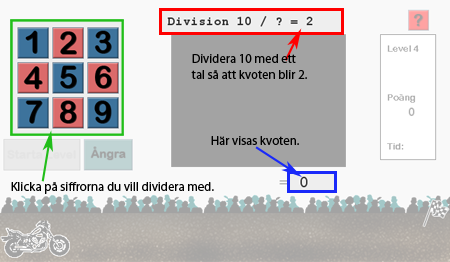 Division 10 / ? = 2
?
1 2 3
4 5 6
7 8 9
Dividera 10 med ett
tal så att kvoten blir 2.
Level 4
Poäng
0
Tid:
Här visas kvoten.
Ångra
= 0
Klicka på siffrorna du vill dividera med.